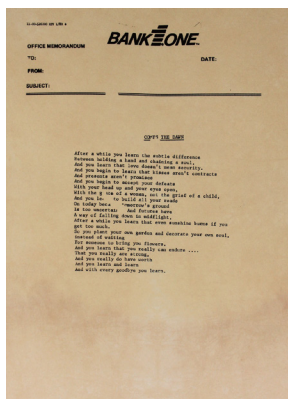 BANK ONE
OFFICE MEMORANDUM
TO:
DATE:
FROM:
SUBJECT:
COMES THE DAWN
After a while you learn the subtle difference
Between holding a hand and chaining a soul,
And you learn that love doesn't mean security.
And you begin to learn that kisses aren't contracts
And presents aren't promises
And you begin to accept your defeats
With your head up and your eyes open,
With the g ce of a woman, not the grief of a child,
And you to build all your roads
On today beca morrow's ground
Is too uncertain And futures have
A way of falling down in midflight.
After a while you learn that even sunshine burns if you
get too much.
So you plant your own garden and decorate your own soul,
Instead of waiting
For someone to bring you flowers.
And you learn that you really can endure ....
That you really are strong,
And you really do have worth
And you learn and learn
And with every goodbye you learn.